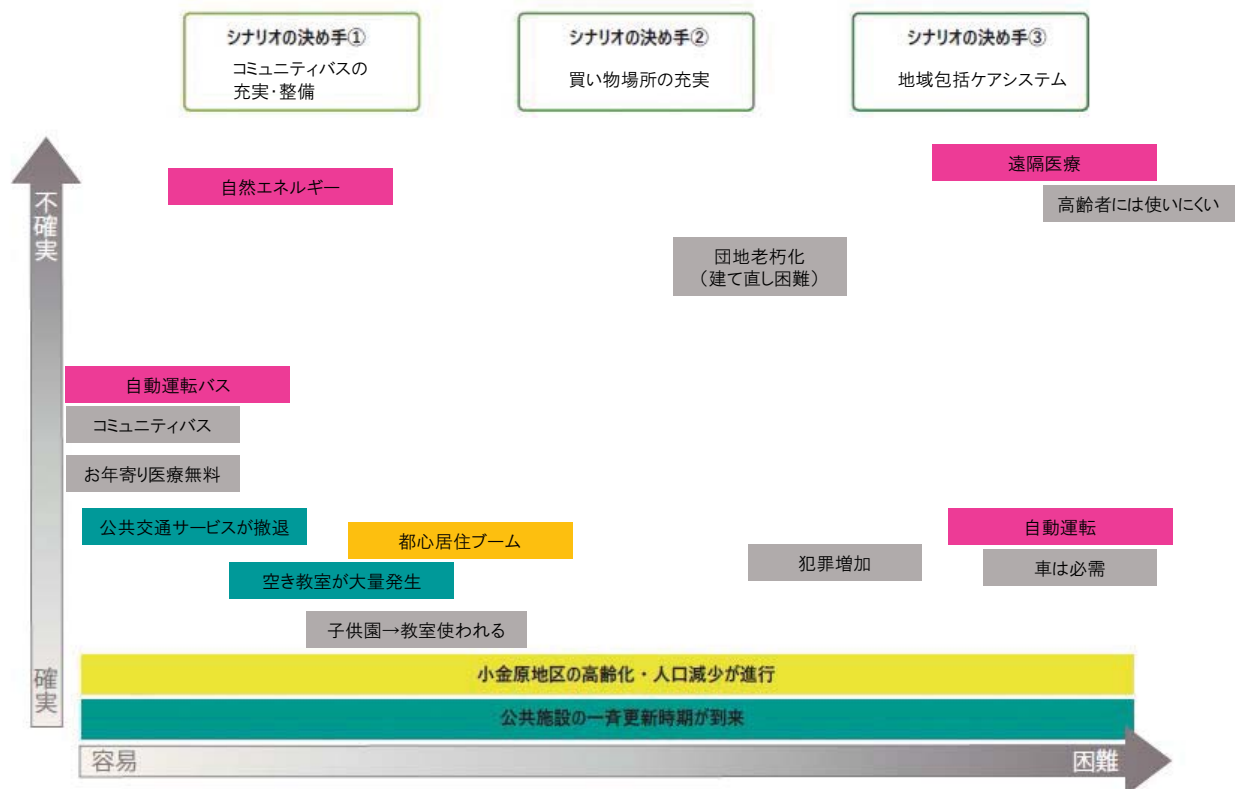 シナリオの決め手①
コミュニティバスの
充実・整備
シナリオの決め手②
買い物場所の充実
シナリオの決め手③
地域包括ケアシステム
不確実
自然エネルギー
遠隔医療
高齢者には使いにくい
団地老朽化
（建て直し困難）
自動運転バス
コミュニティバス
お年寄り医療無料
公共交通サービスが撤退
都心居住ブーム
自動運転
空き教室が大量発生
犯罪増加
車は必需
子供園→教室使われる
確実
小金原地区の高齢化・人口減少が進行
公共施設の一斉更新時期が到来
容易
困難